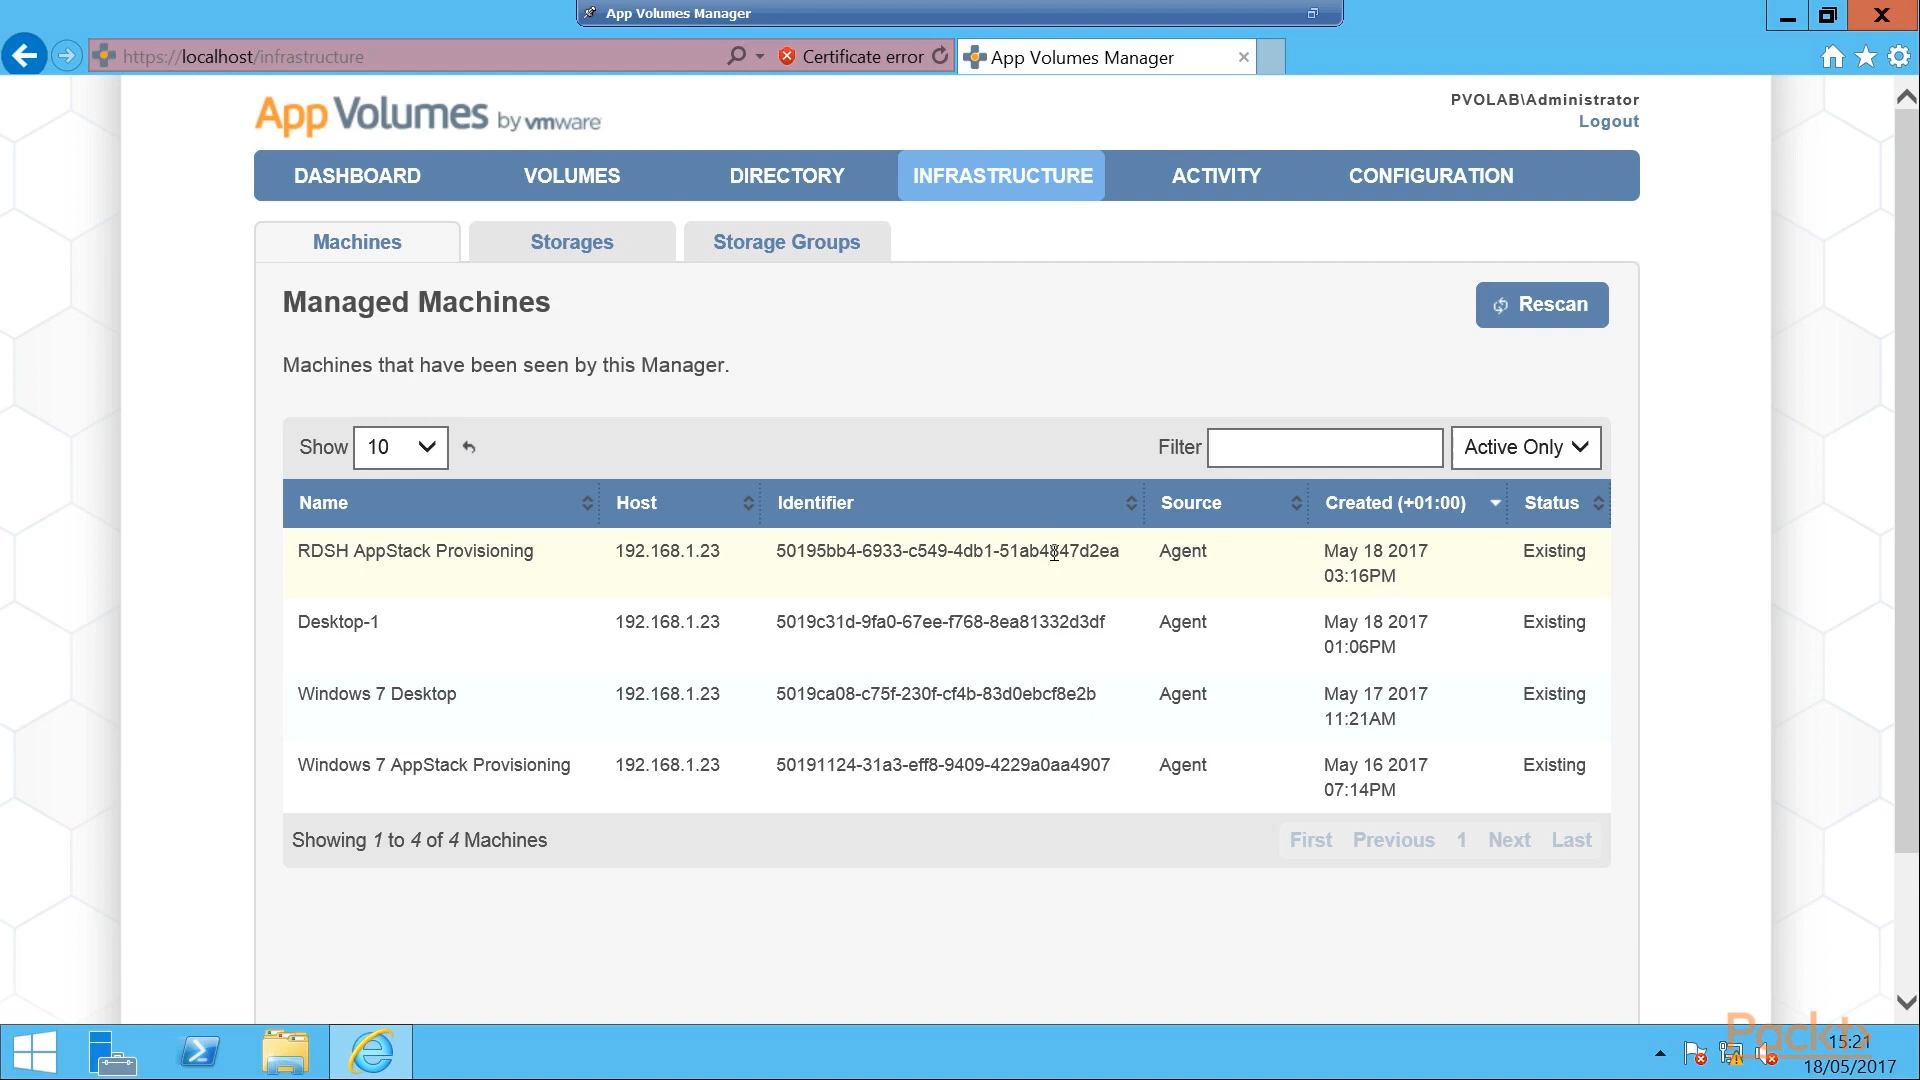 App Volumes Manager
https://localhost/infrastructure
Certificate error
App Volumes Manager
App Volumes by vmware
PVOLAB\Administrator
Logout
DASHBOARD VOLUMES DIRECTORY INFRASTRUCTURE ACTIVITY CONFIGURATION
Machines Storages Storage Groups
Managed Machines
Rescan
Machines that have been seen by this Manager.
Show 10 Filter Active Only
Name Host Identifier Source Created (+01:00) Status
RDSH AppStack Provisioning 192.168.1.23 50195bb4-6933-c549-4db1-51ab4847d2ea Agent May 18 2017 Existing
03:16PM
Desktop-1 192.168.1.23 5019c31d-9fa0-67ee-f768-8ea81332d3df Agent May 18 2017 Existing
01:06PM
Windows 7 Desktop 192.168.1.23 5019ca08-c75f-230f-cf4b-83d0ebcf8e2b Agent May 17 2017 Existing
11:21AM
Windows 7 AppStack Provisioning 192.168.1.23 50191124-31a3-eff8-9409-4229a0aa4907 Agent May 16 2017 Existing
07:14PM
Showing 1 to 4 of 4 Machines First Previous 1 Next Last
Packt
15:21
18/05/2017